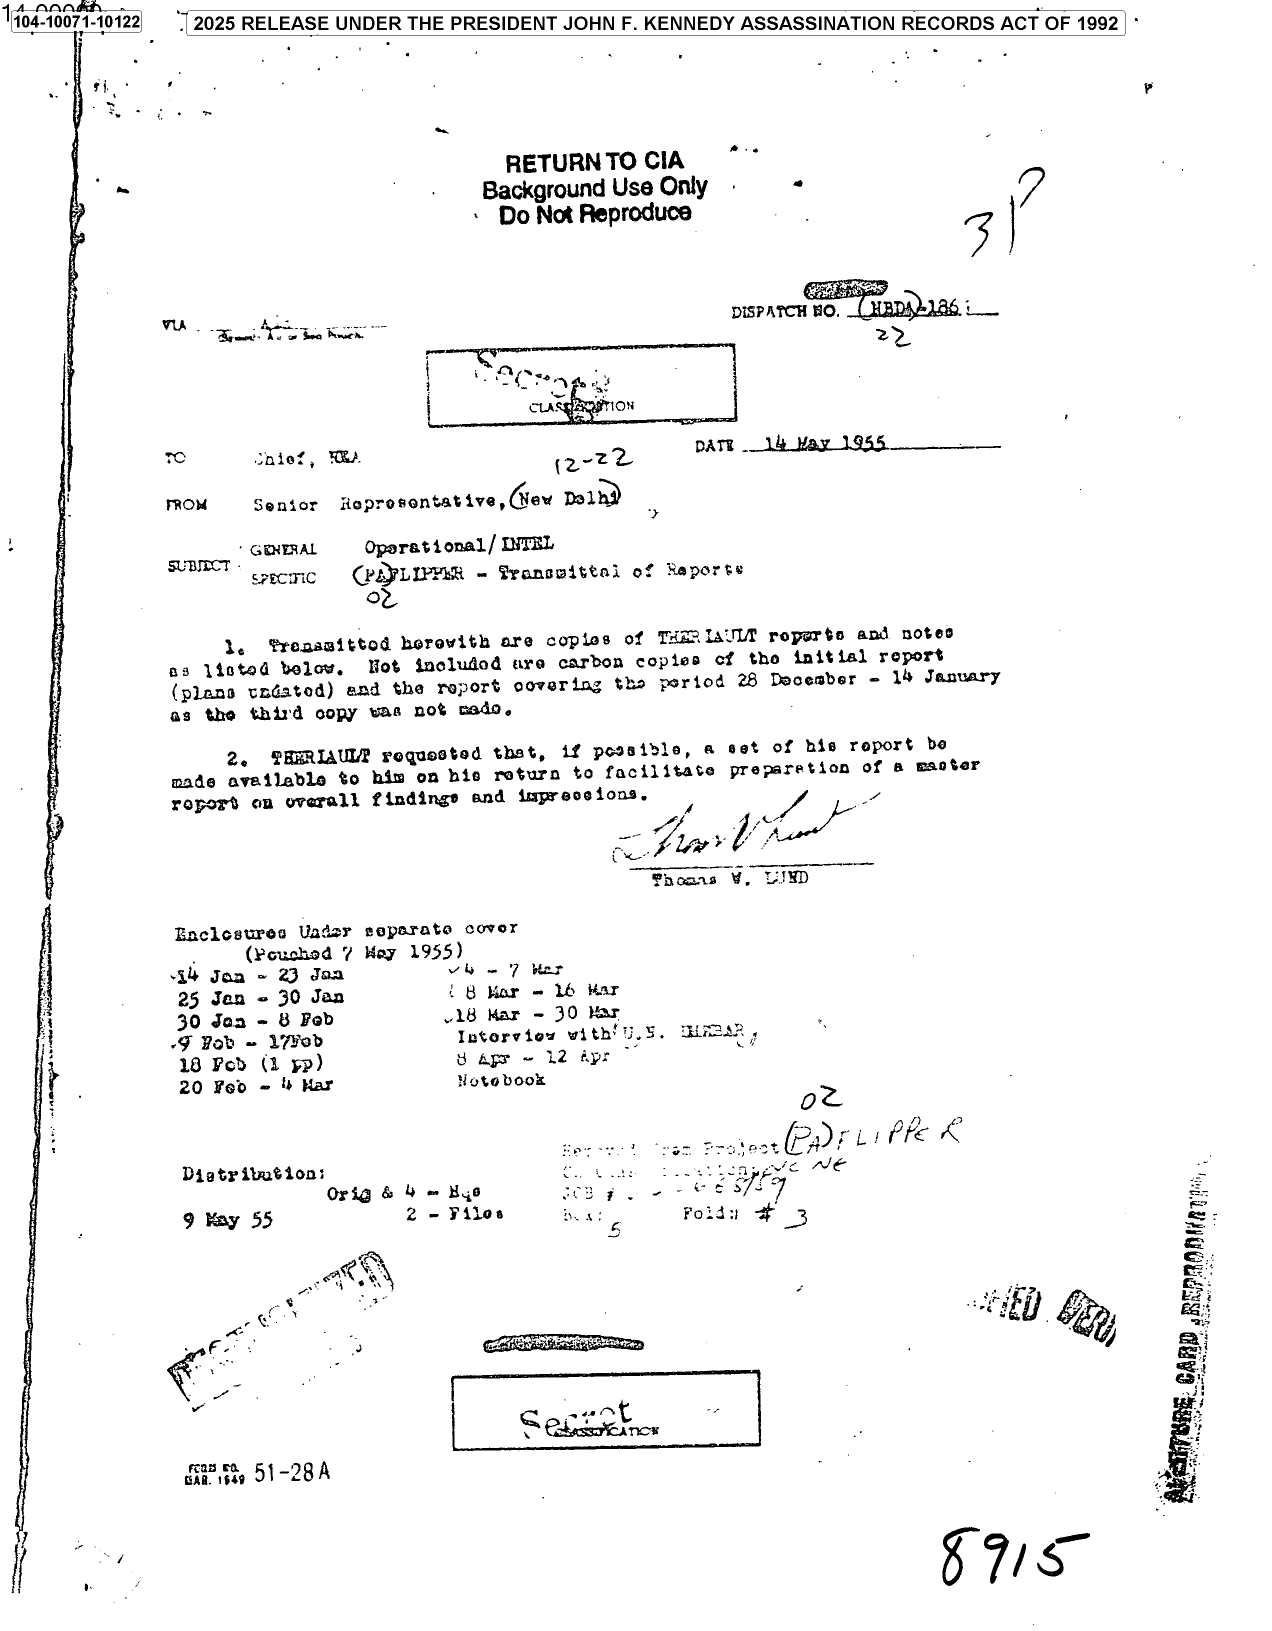 104-10071-10122
2025 RELEASE UNDER THE PRESIDENT JOHN F. KENNEDY ASSASSINATION RECORDS ACT OF 1992
RETURN TO CIA
Background Use Only
Do Not Reproduce
3P
DISPATCH NO. (HBDA)-186
22
VIA
Secret
CLASSIFICATION
DATE 14 May 1955
TO Chief,
12-22
FROM Senior Representative, (New Delhi)
GENERAL Operational/INTEL
SUBJECT
SPECIFIC (PA)FLIPPER - Transmittal of Reports
02
1. Transmitted herewith are copies of THERIAULT reports and notes
as listed below. Not included are carbon copies of the initial report
(plans undated) and the report covering the period 28 December - 14 January
as the third copy was not made.
2. THERIAULT requested that, if possible, a set of his report be
made available to him on his return to facilitate preparation of a master
report on overall findings and impressions.
Thomas W. LUND
Enclosures Under separate cover
(Pouched 7 May 1955)
14 Jan - 23 Jan 4 - 7 Mar
25 Jan - 30 Jan 8 Mar - 16 Mar
30 Jan - 8 Feb 18 Mar - 30 Mar
9 Feb - 17Feb Interview with U.N.
18 Feb (1 pp) 8 Apr - 12 Apr
20 Feb - 4 Mar Notebook
02
Removed from Project (PA)FLIPPER
Distribution:
Orig & 4 - Hqs
JOB #
9 May 55 2 - Files
Box: 5 Fold: # 3
Secret
CLASSIFICATION
FORM NO.
MAR. 1949 51-28A
8915